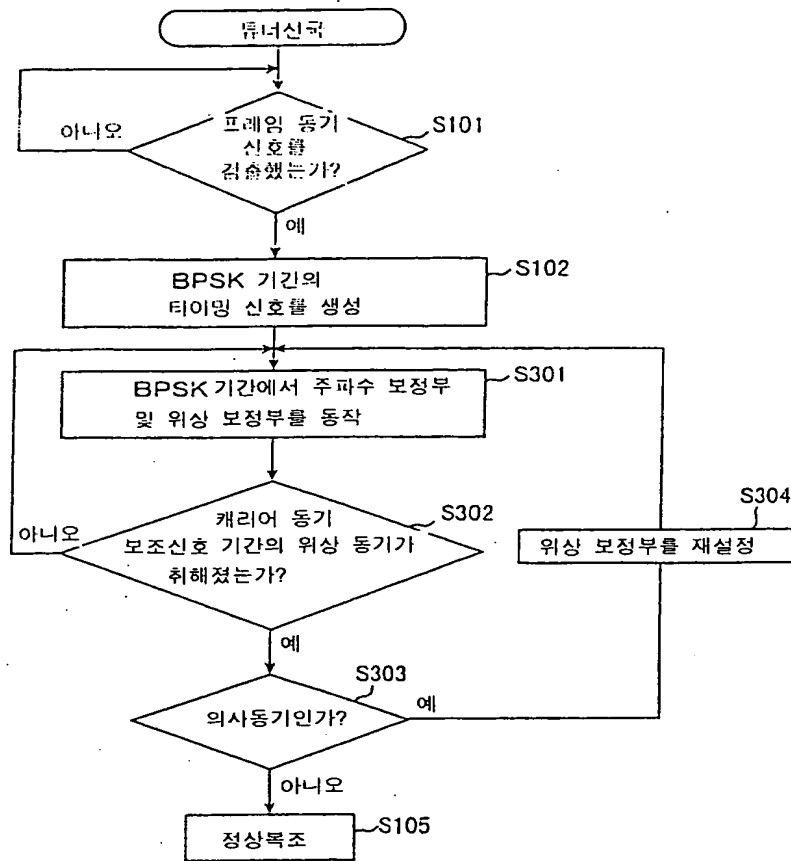 튜너선국
프레임 동기
신호를
검출했는가?
S101
아니오
예
S102
BPSK 기간의
타이밍 신호를 생성
S301
BPSK 기간에서 주파수 보정부
및 위상 보정부를 동작
S302
캐리어 동기
보조신호 기간의 위상 동기가
취해졌는가?
아니오
S304
위상 보정부를 재설정
예
S303
의사동기인가?
예
아니오
S105
정상복조